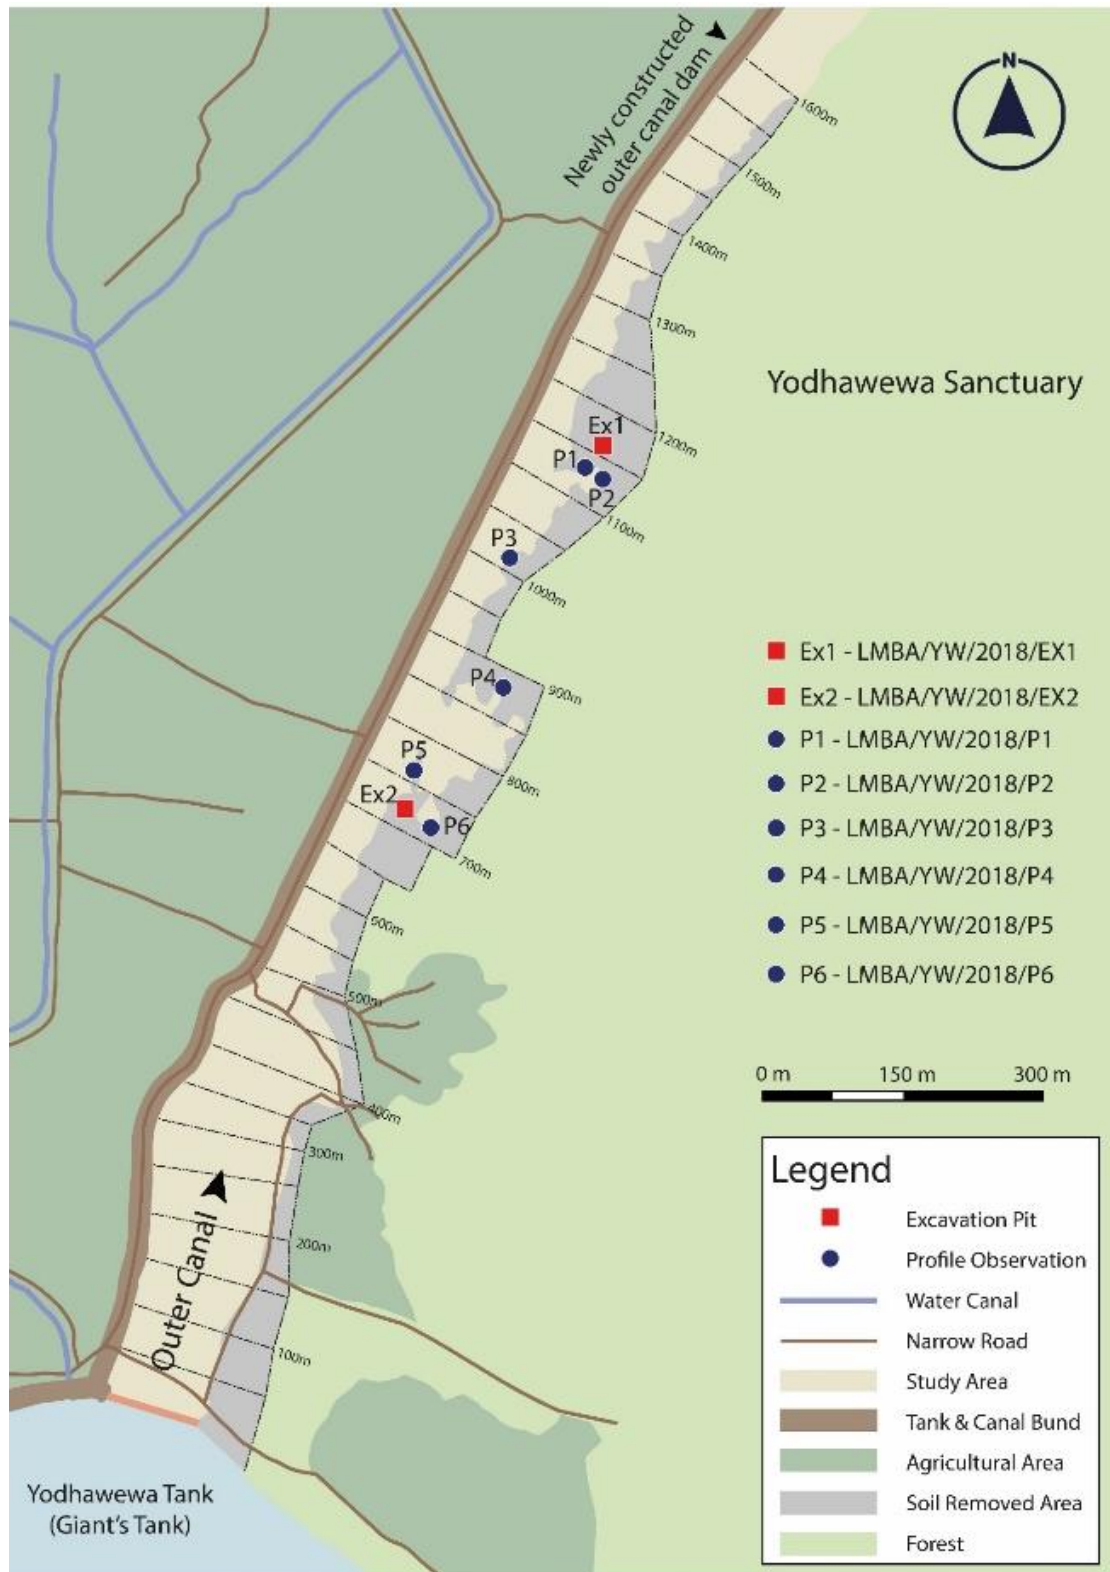 Newly constructed
outer canal dam
N
1600m
1500m
1400m
1300m
Yodhawewa Sanctuary
Ex1
1200m
P1
P2
1100m
P3
1000m
Ex1 - LMBA/YW/2018/EX1
P4
900m
Ex2 - LMBA/YW/2018/EX2
P1 - LMBA/YW/2018/P1
P5
800m
P2 - LMBA/YW/2018/P2
Ex2
P6
P3 - LMBA/YW/2018/P3
700m
P4 - LMBA/YW/2018/P4
600m
P5 - LMBA/YW/2018/P5
P6 - LMBA/YW/2018/P6
500m
0 m 150 m 300 m
400m
300m
Outer Canal
200m
100m
Legend
Excavation Pit
Profile Observation
Water Canal
Narrow Road
Study Area
Tank & Canal Bund
Agricultural Area
Soil Removed Area
Forest
Yodhawewa Tank
(Giant's Tank)